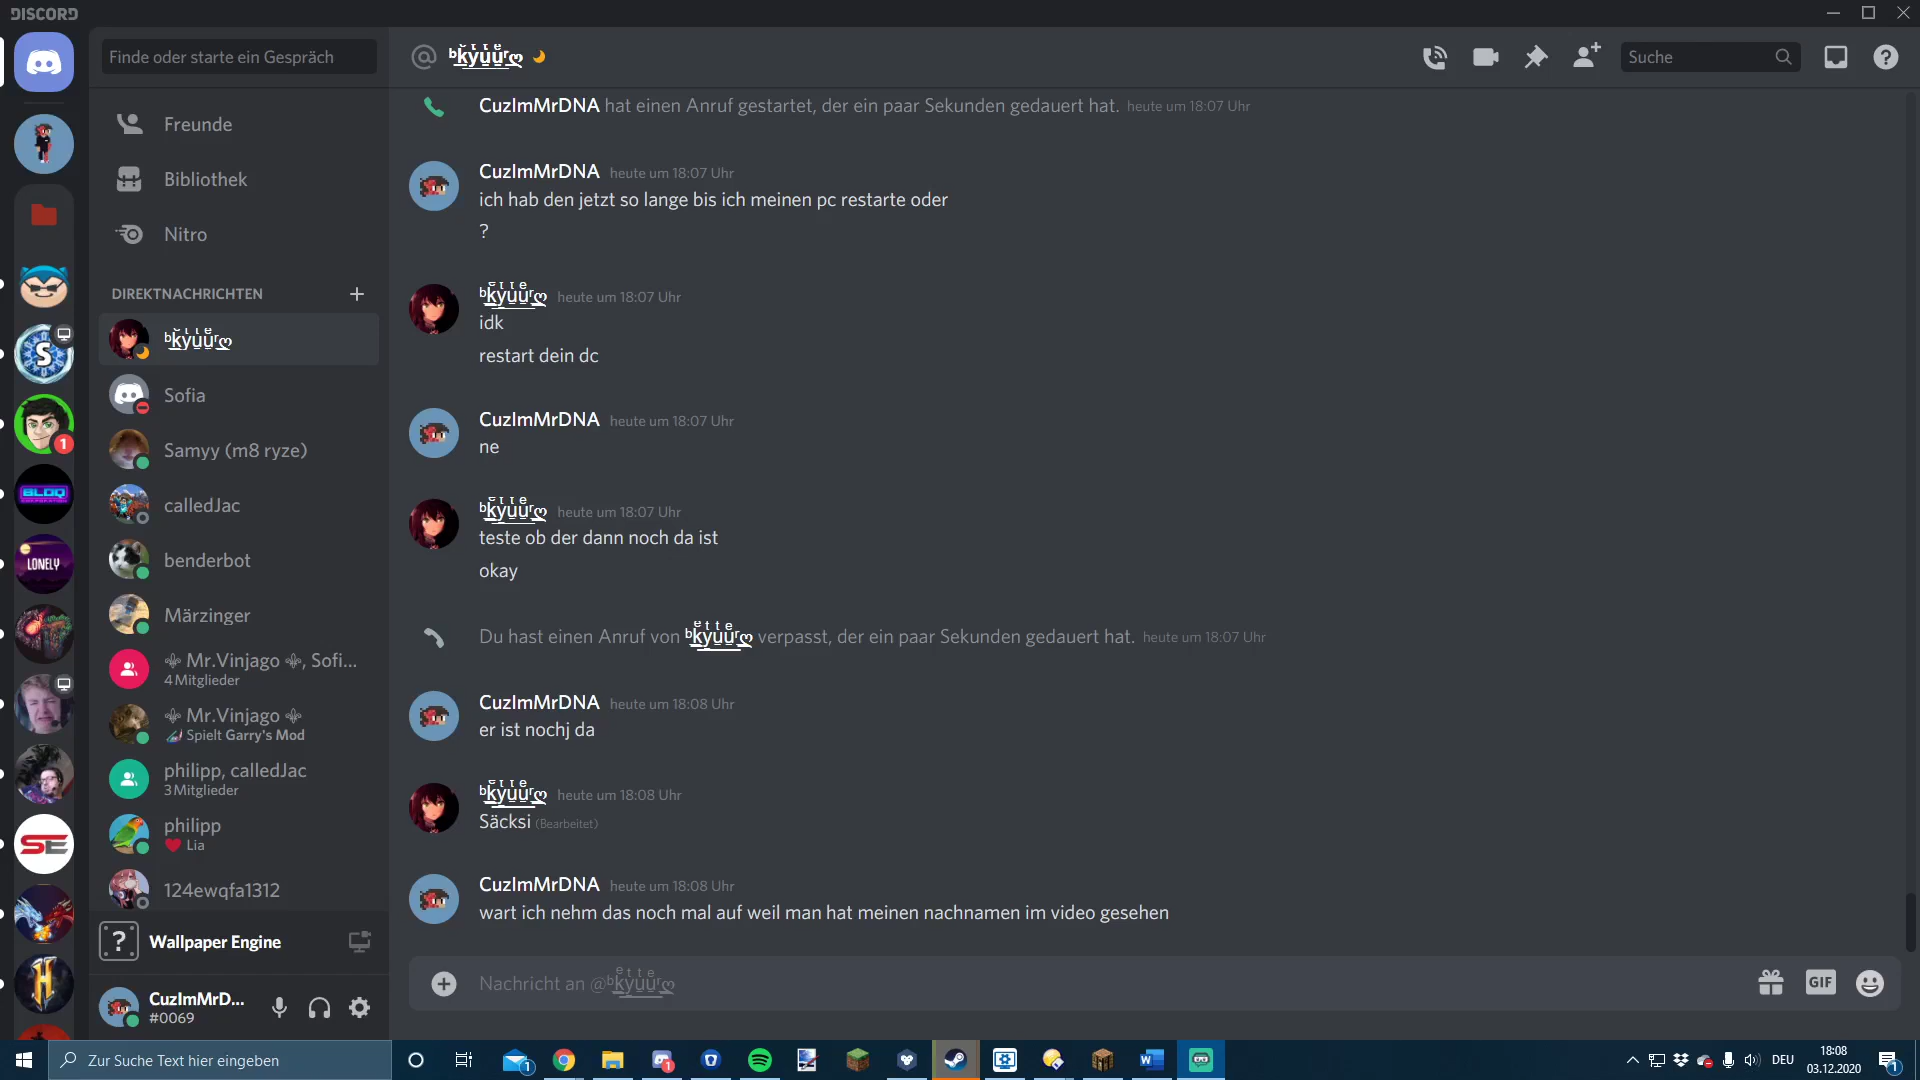 DISCORD
Finde oder starte ein Gespräch
Suche
Freunde
Bibliothek
Nitro
DIREKTNACHRICHTEN
Sofia
Samyy (m8 ryze)
calledJac
benderbot
Märzinger
⚜ Mr.Vinjago ⚜, Sofi...
4 Mitglieder
⚜ Mr.Vinjago ⚜
Spielt Garry's Mod
philipp, calledJac
3 Mitglieder
philipp
❤ Lia
124ewqfa1312
Wallpaper Engine
CuzImMrD...
#0069
CuzImMrDNA hat einen Anruf gestartet, der ein paar Sekunden gedauert hat. heute um 18:07 Uhr
CuzImMrDNA heute um 18:07 Uhr
ich hab den jetzt so lange bis ich meinen pc restarte oder
?
heute um 18:07 Uhr
idk
restart dein dc
CuzImMrDNA heute um 18:07 Uhr
ne
heute um 18:07 Uhr
teste ob der dann noch da ist
okay
Du hast einen Anruf von verpasst, der ein paar Sekunden gedauert hat. heute um 18:07 Uhr
CuzImMrDNA heute um 18:08 Uhr
er ist nochj da
heute um 18:08 Uhr
Säcksi (Bearbeitet)
CuzImMrDNA heute um 18:08 Uhr
wart ich nehm das noch mal auf weil man hat meinen nachnamen im video gesehen
Nachricht an @
GIF
S
1
BLOQ
LONELY
SE
H
Zur Suche Text hier eingeben
1
1
W
DEU
18:08
03.12.2020
1